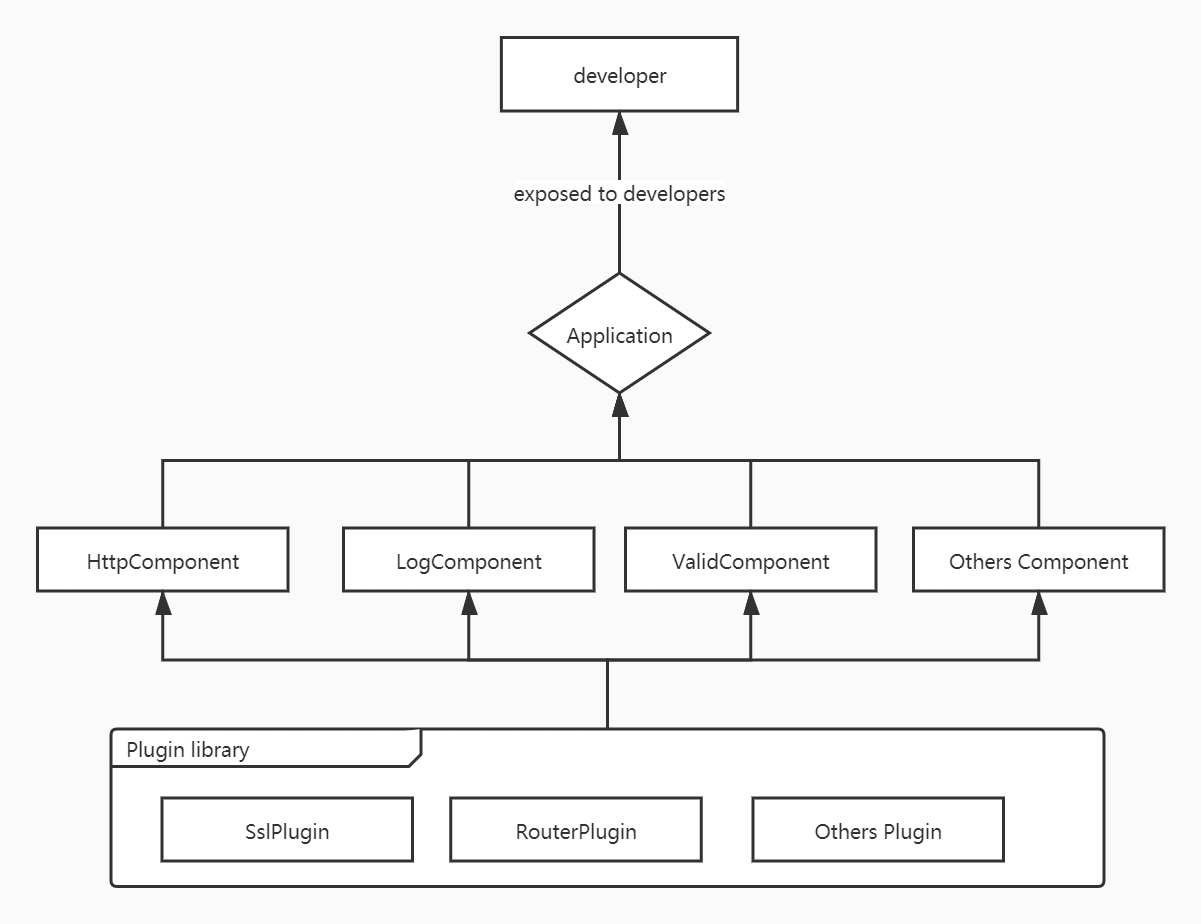 developer
exposed to developers
Application
HttpComponent
LogComponent
ValidComponent
Others Component
Plugin library
SslPlugin
RouterPlugin
Others Plugin